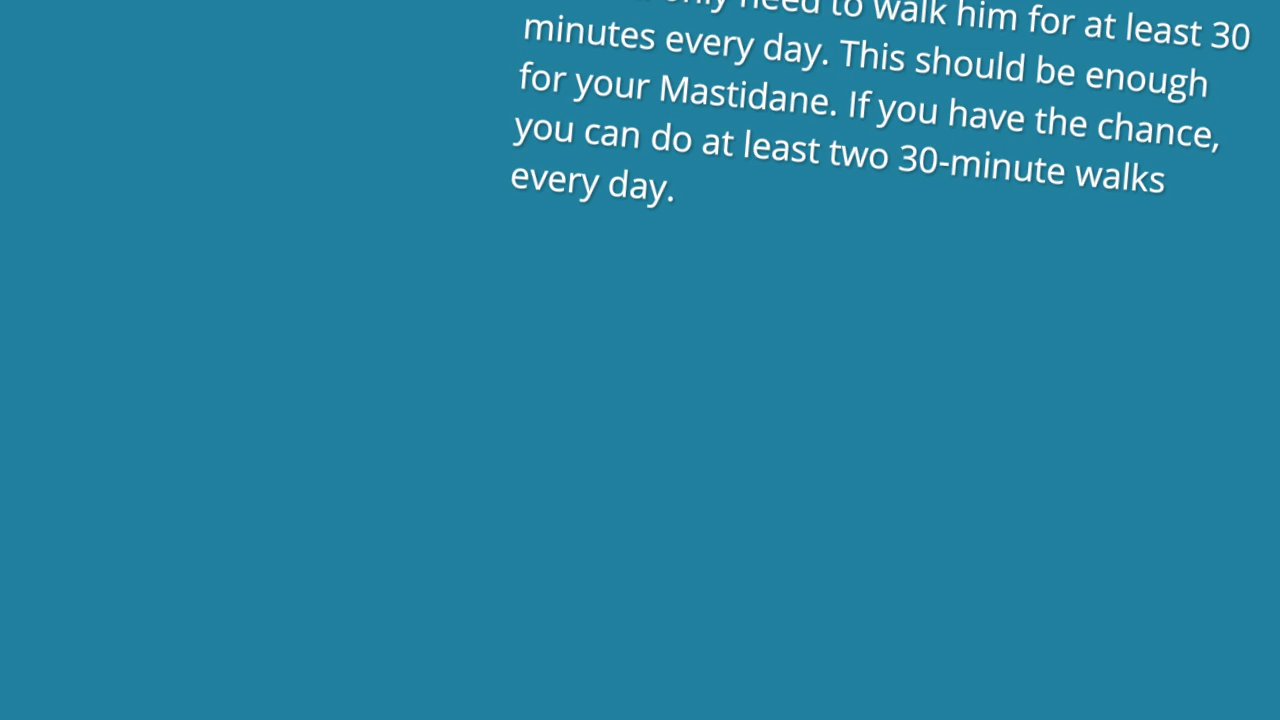 only need to walk him for at least 30
minutes every day. This should be enough
for your Mastidane. If you have the chance,
you can do at least two 30-minute walks
every day.